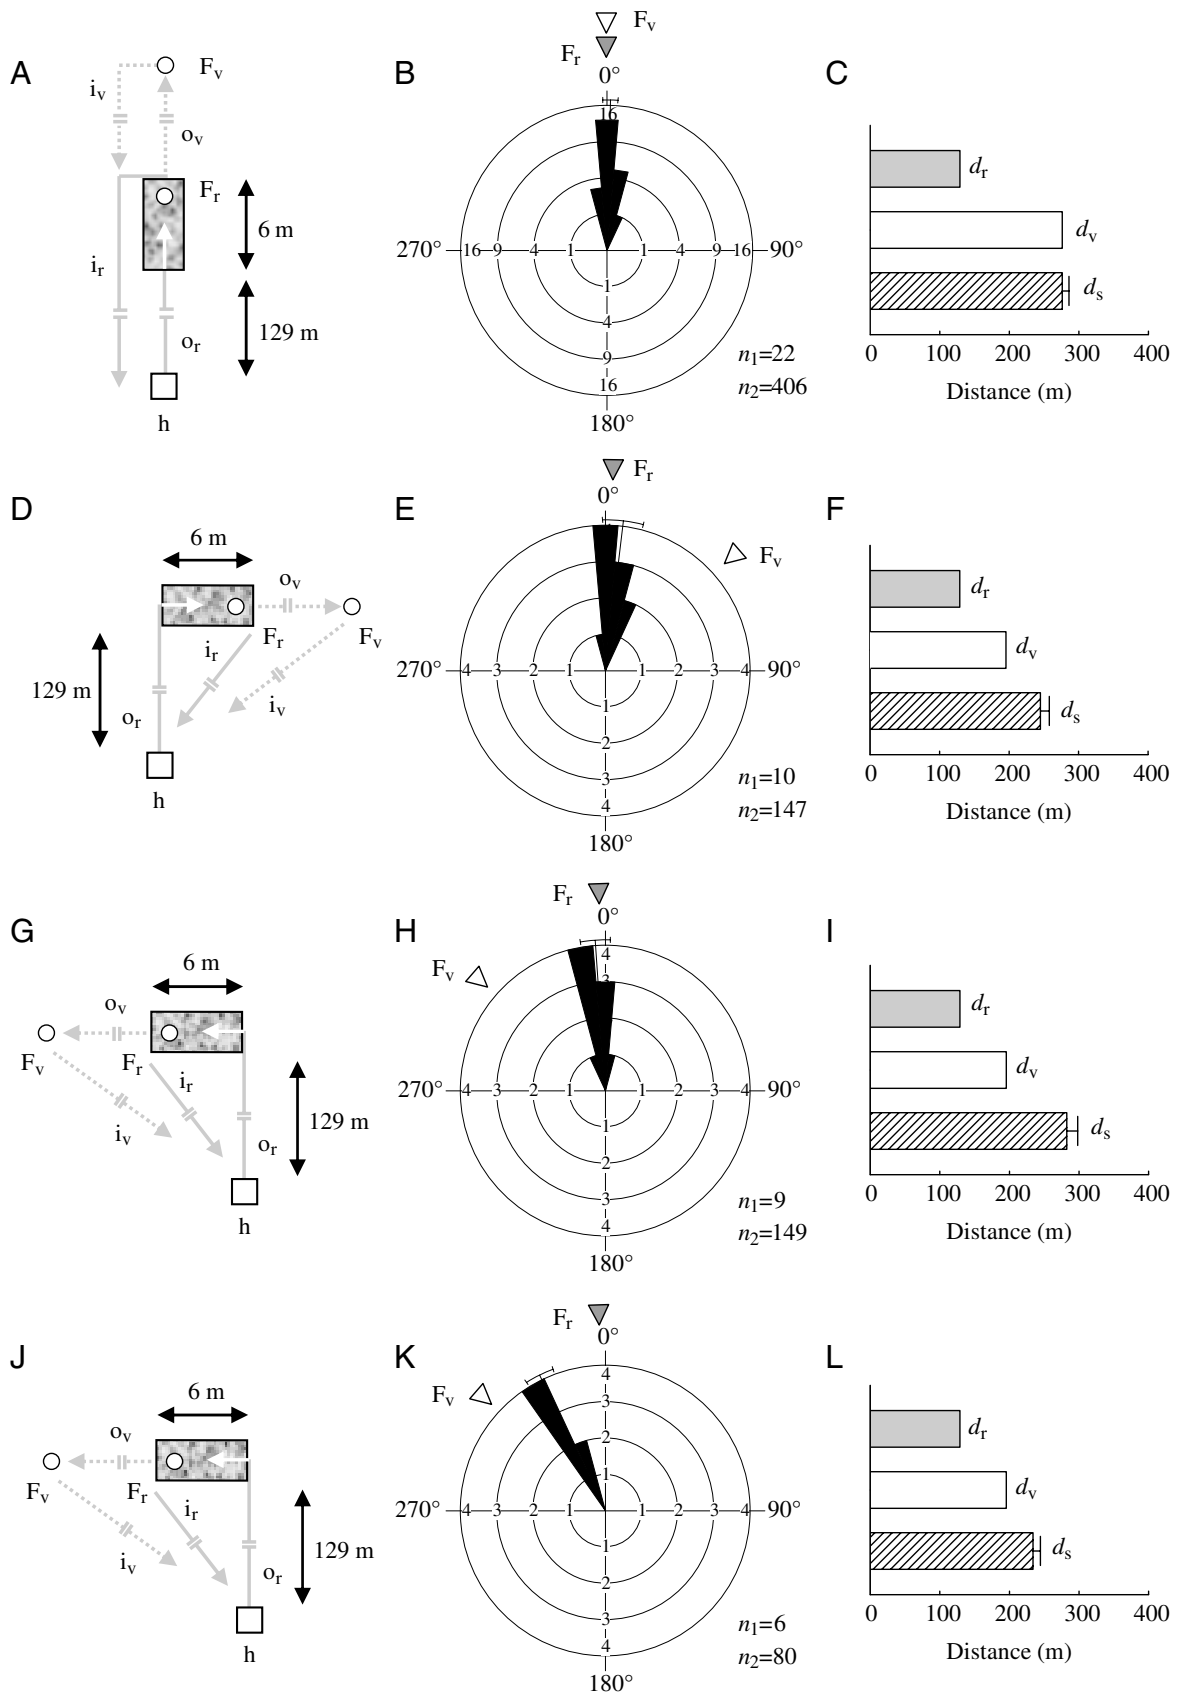 A
F_v
i_v
o_v
F_r
6 m
i_r
o_r
129 m
h
B
F_v
F_r
0°
16
270° 16 9 4 1 1 4 9 16 90°
1
4
9
16
180°
n_1=22
n_2=406
C
d_r
d_v
d_s
0 100 200 300 400
Distance (m)
D
6 m
o_v
F_r
F_v
i_r
i_v
129 m
o_r
h
E
F_r
0°
F_v
270° 4 3 2 1 1 2 3 4 90°
1
2
3
4
180°
n_1=10
n_2=147
F
d_r
d_v
d_s
0 100 200 300 400
Distance (m)
G
6 m
o_v
F_v
F_r
i_r
i_v
129 m
o_r
h
H
F_r
0°
F_v
4
3
270° 4 3 2 1 1 2 3 4 90°
1
2
3
4
180°
n_1=9
n_2=149
I
d_r
d_v
d_s
0 100 200 300 400
Distance (m)
J
6 m
o_v
F_v
F_r
i_r
i_v
129 m
o_r
h
K
F_r
0°
F_v
4
3
2
1
270° 4 3 2 1 1 2 3 4 90°
1
2
3
4
180°
n_1=6
n_2=80
L
d_r
d_v
d_s
0 100 200 300 400
Distance (m)